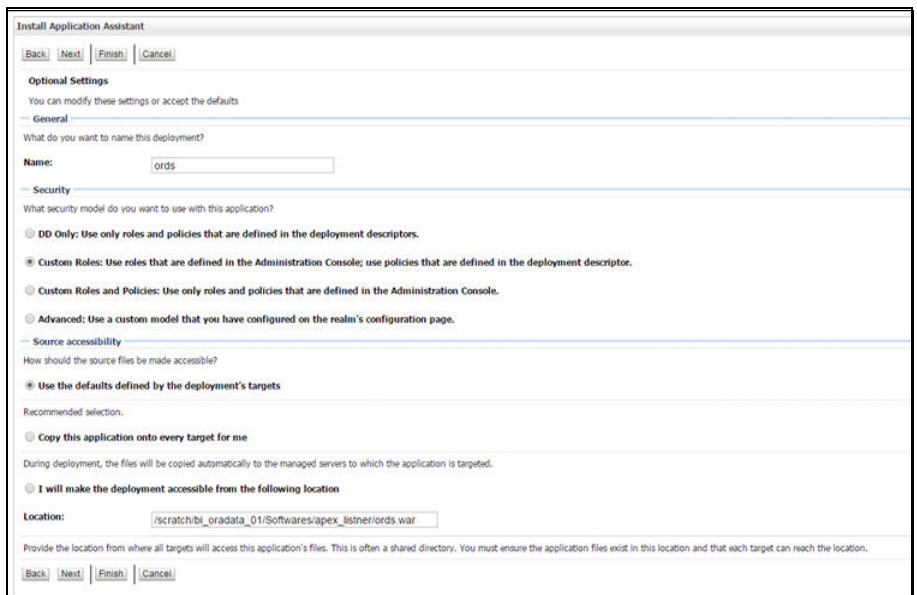 Install Application Assistant
Back Next Finish Cancel
Optional Settings
You can modify these settings or accept the defaults
General
What do you want to name this deployment?
Name: ords
Security
What security model do you want to use with this application?
DD Only: Use only roles and policies that are defined in the deployment descriptors.
Custom Roles: Use roles that are defined in the Administration Console; use policies that are defined in the deployment descriptor.
Custom Roles and Policies: Use only roles and policies that are defined in the Administration Console.
Advanced: Use a custom model that you have configured on the realm's configuration page.
Source accessibility
How should the source files be made accessible?
Use the defaults defined by the deployment's targets
Recommended selection.
Copy this application onto every target for me
During deployment, the files will be copied automatically to the managed servers to which the application is targeted.
I will make the deployment accessible from the following location
Location: /scratch/bi_oradata_01/Softwares/apex_listner/ords.war
Provide the location from where all targets will access this application's files. This is often a shared directory. You must ensure the application files exist in this location and that each target can reach the location.
Back Next Finish Cancel